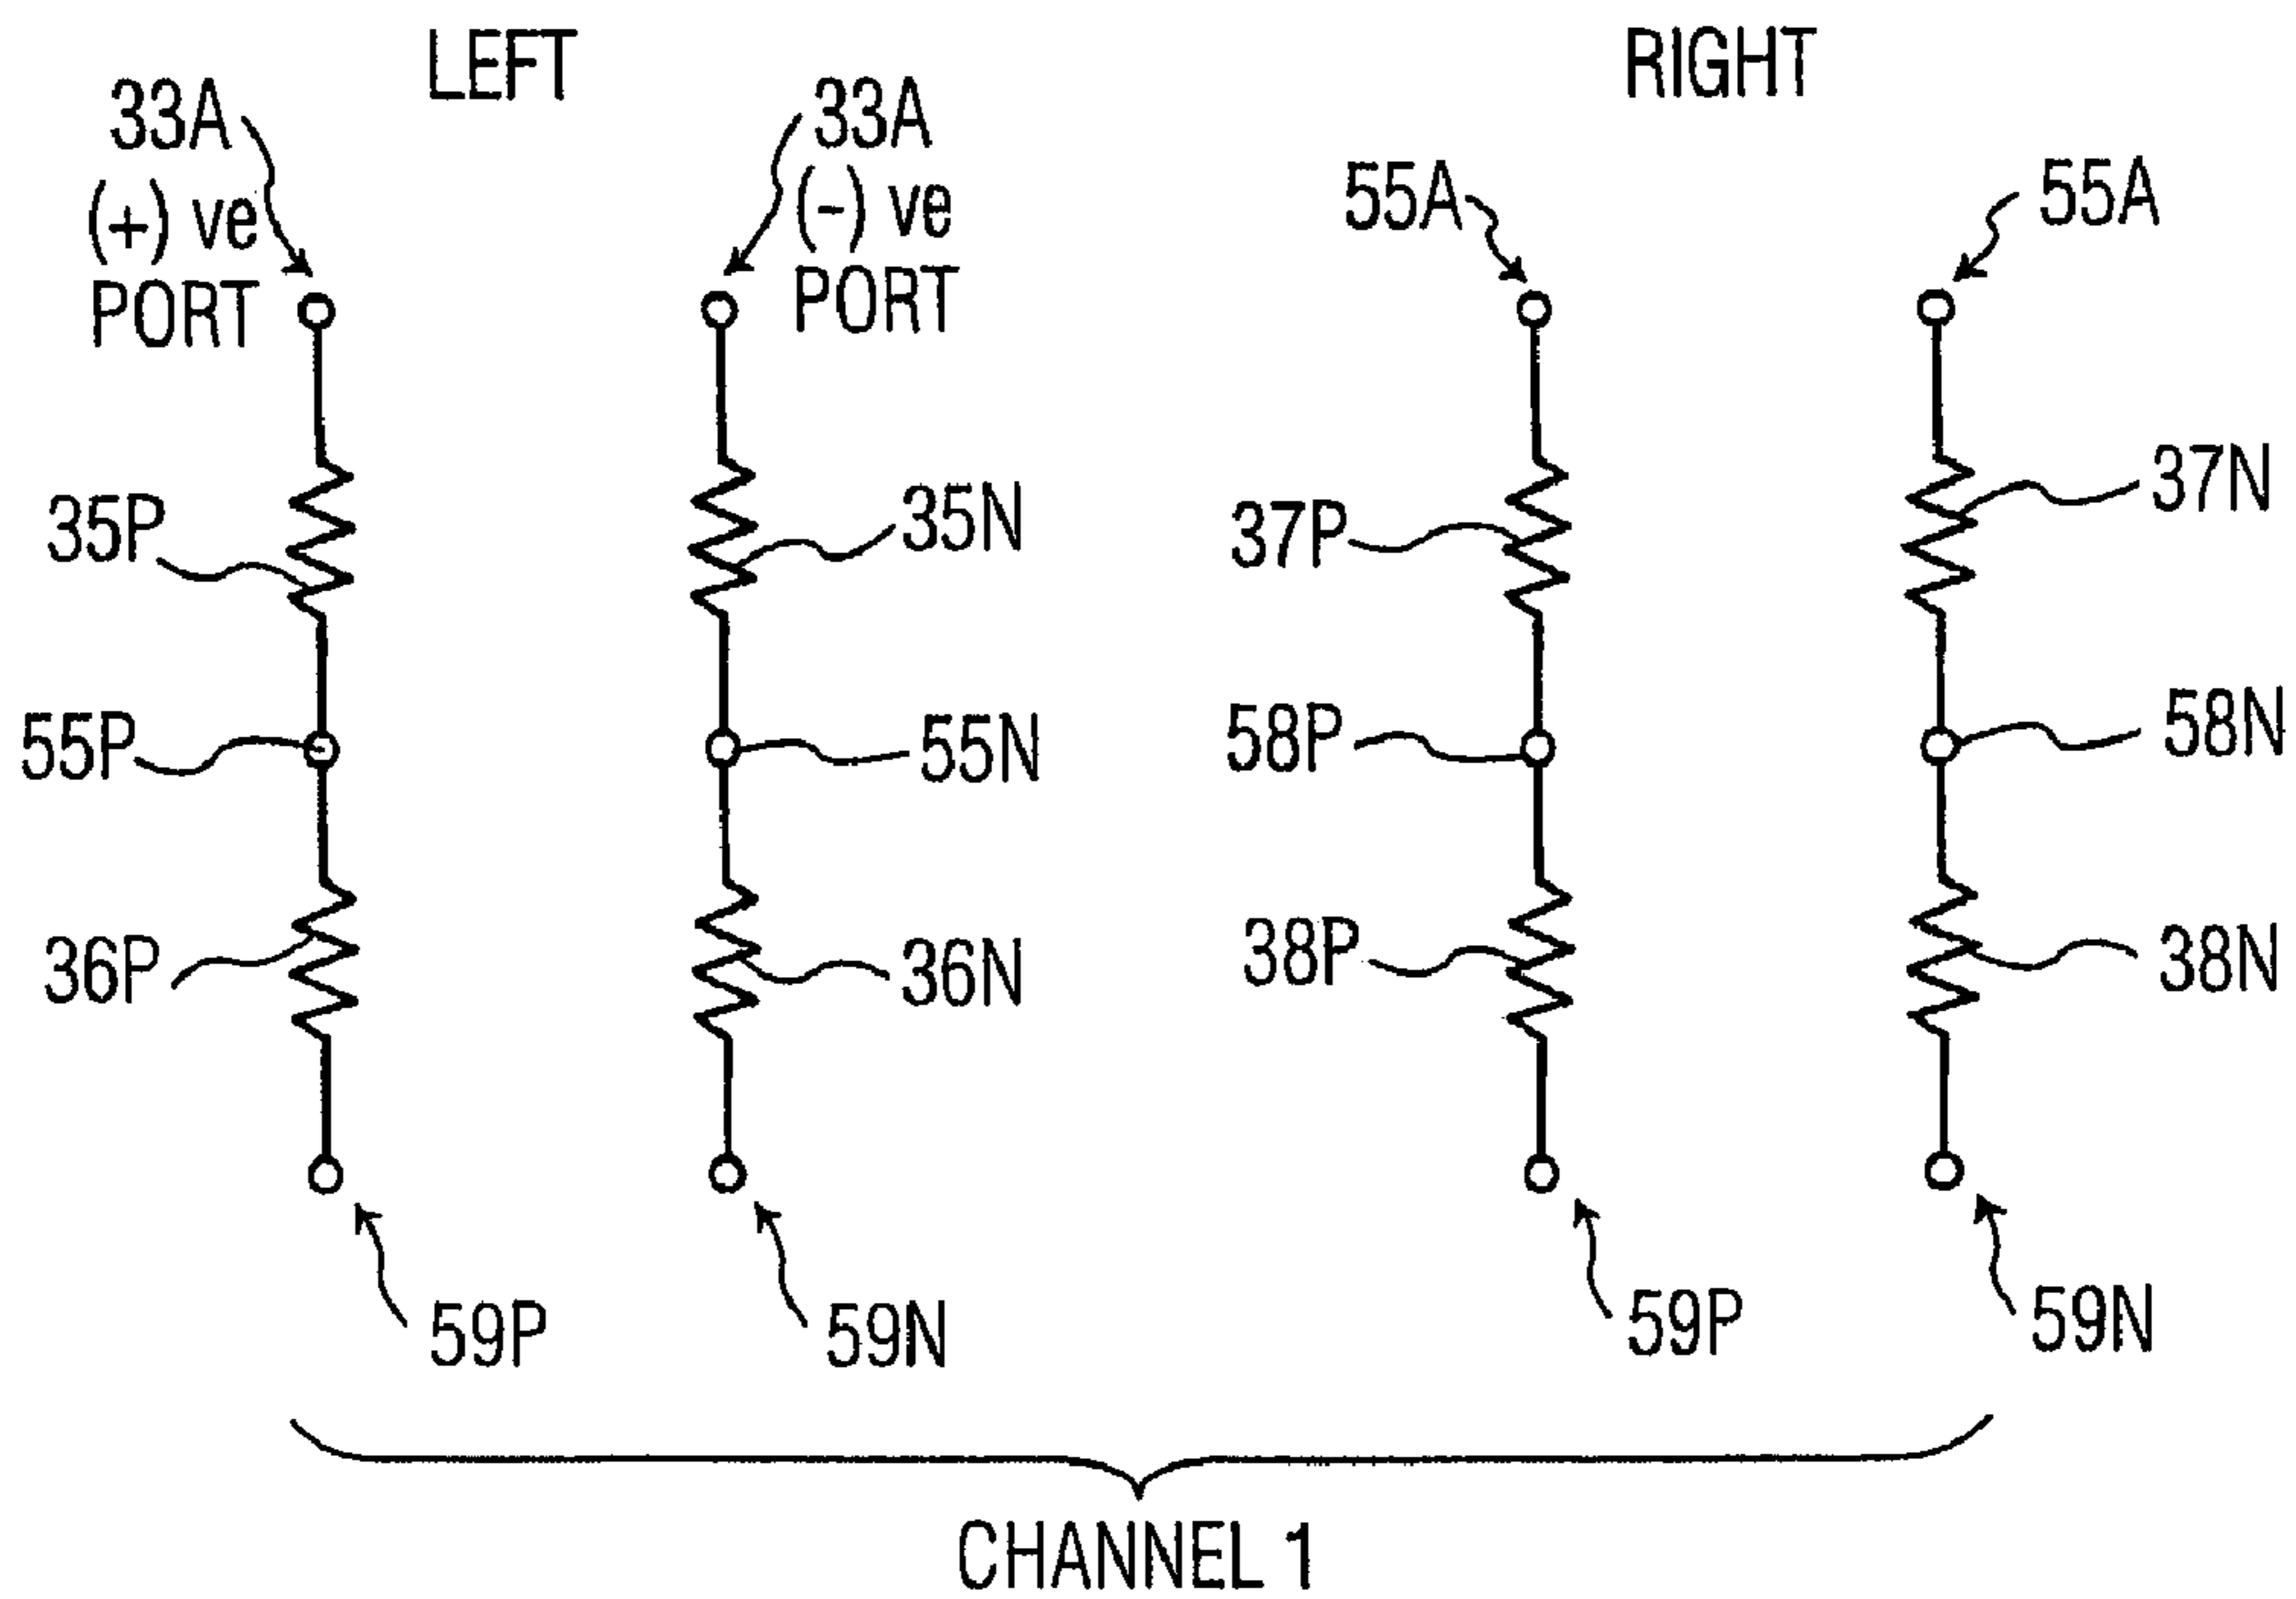 LEFT
RIGHT
33A
(+) ve
PORT
33A
(-) ve
PORT
55A
55A
35P
35N
37P
37N
55P
55N
58P
58N
36P
36N
38P
38N
59P
59N
59P
59N
CHANNEL 1